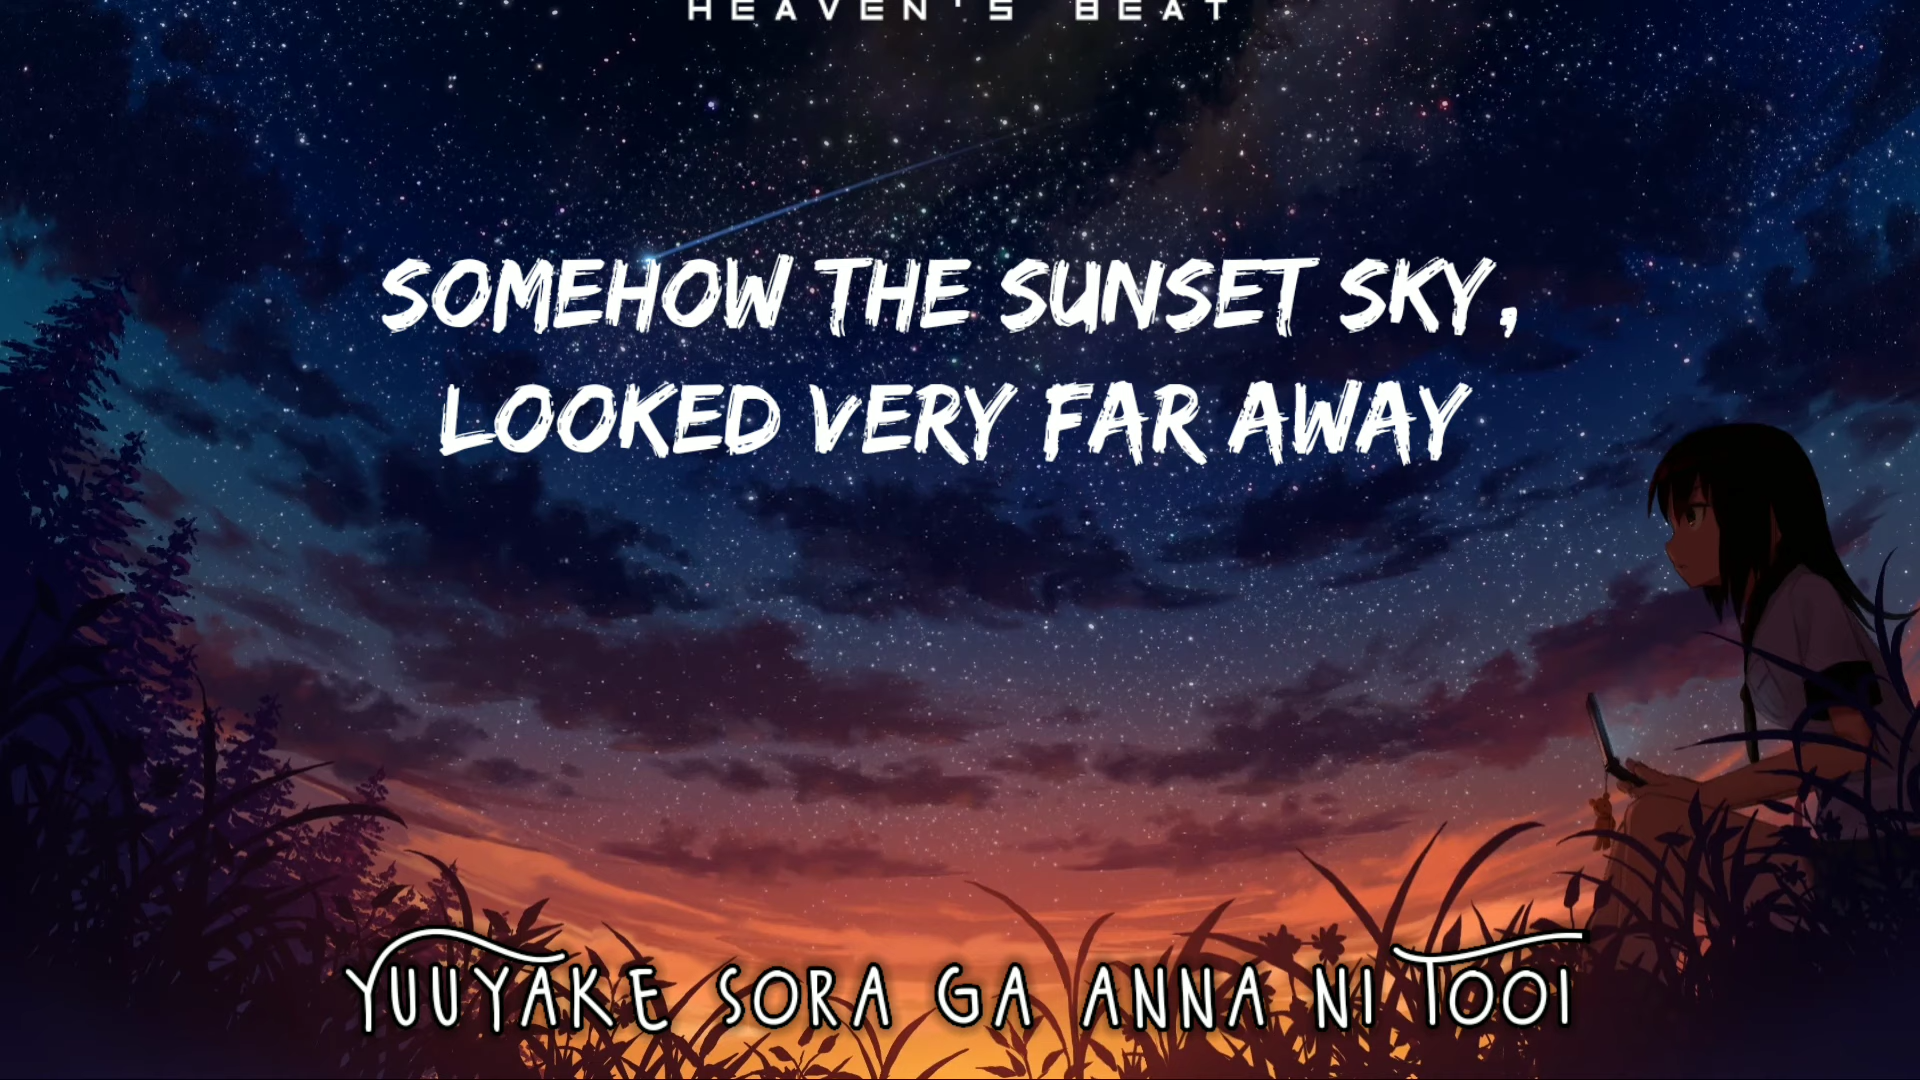 HEAVEN'S BEAT
SOMEHOW THE SUNSET SKY,
LOOKED VERY FAR AWAY
YUUYAKE SORA GA ANNA NI TOOI